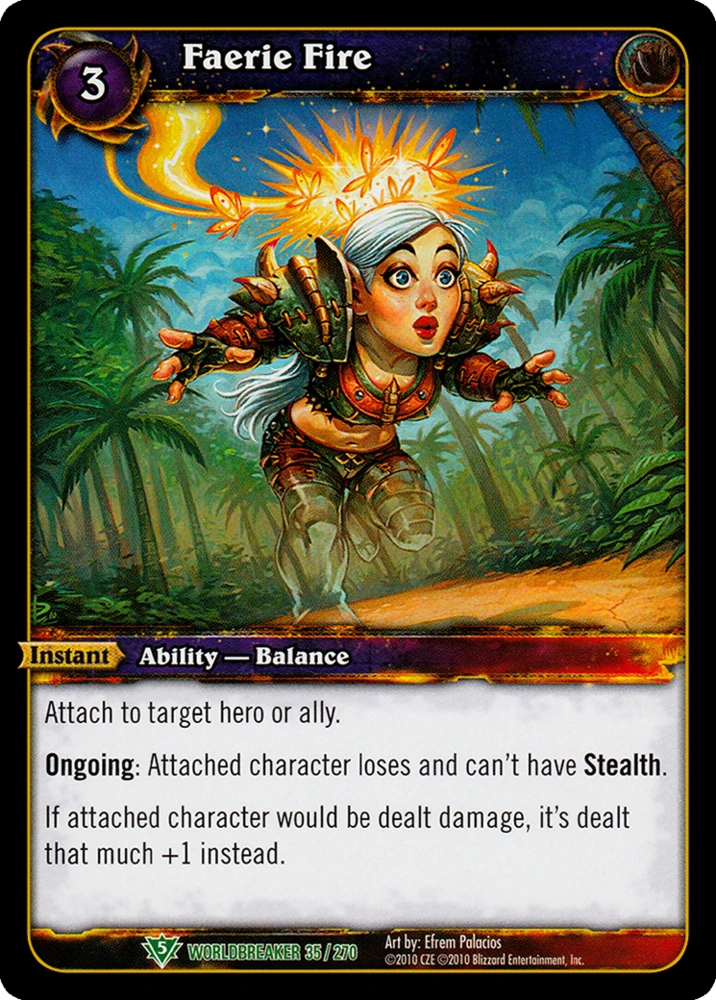 3
Faerie Fire
Instant
Ability — Balance
Attach to target hero or ally.
Ongoing: Attached character loses and can't have Stealth.
If attached character would be dealt damage, it's dealt
that much +1 instead.
5
WORLDBREAKER 35/270
Art by: Efrem Palacios
©2010 CZE ©2010 Blizzard Entertainment, Inc.